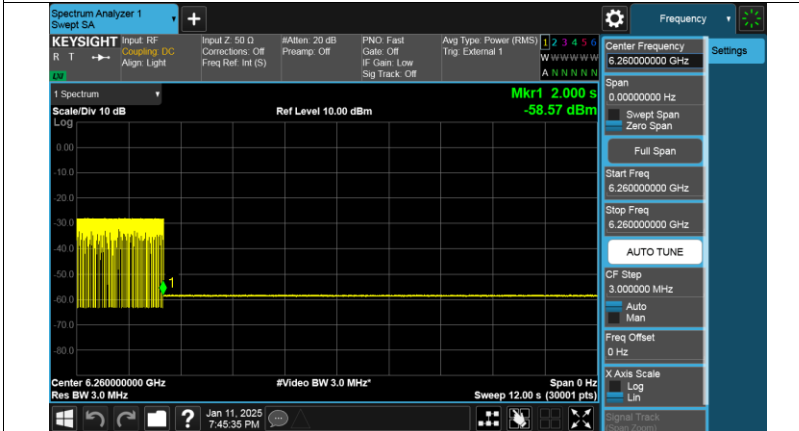 Spectrum Analyzer 1
Swept SA
+
Frequency
KEYSIGHT
R T
LXI
Input: RF
Coupling: DC
Align: Light
Input Z: 50 Ω
Corrections: Off
Freq Ref: Int (S)
#Atten: 20 dB
Preamp: Off
PNO: Fast
Gate: Off
IF Gain: Low
Sig Track: Off
Avg Type: Power (RMS)
Trig: External 1
1 2 3 4 5 6
W W W W W W
A N N N N N
1 Spectrum
Scale/Div 10 dB
Log
Ref Level 10.00 dBm
Mkr1 2.000 s
-58.57 dBm
0.00
-10.0
-20.0
-30.0
-40.0
-50.0
-60.0
-70.0
-80.0
1
Center 6.260000000 GHz
Res BW 3.0 MHz
#Video BW 3.0 MHz*
Span 0 Hz
Sweep 12.00 s (30001 pts)
Center Frequency
6.260000000 GHz
Settings
Span
0.00000000 Hz
Swept Span
Zero Span
Full Span
Start Freq
6.260000000 GHz
Stop Freq
6.260000000 GHz
AUTO TUNE
CF Step
3.000000 MHz
Auto
Man
Freq Offset
0 Hz
X Axis Scale
Log
Lin
Signal Track
(Span Zoom)
?
Jan 11, 2025
7:45:35 PM